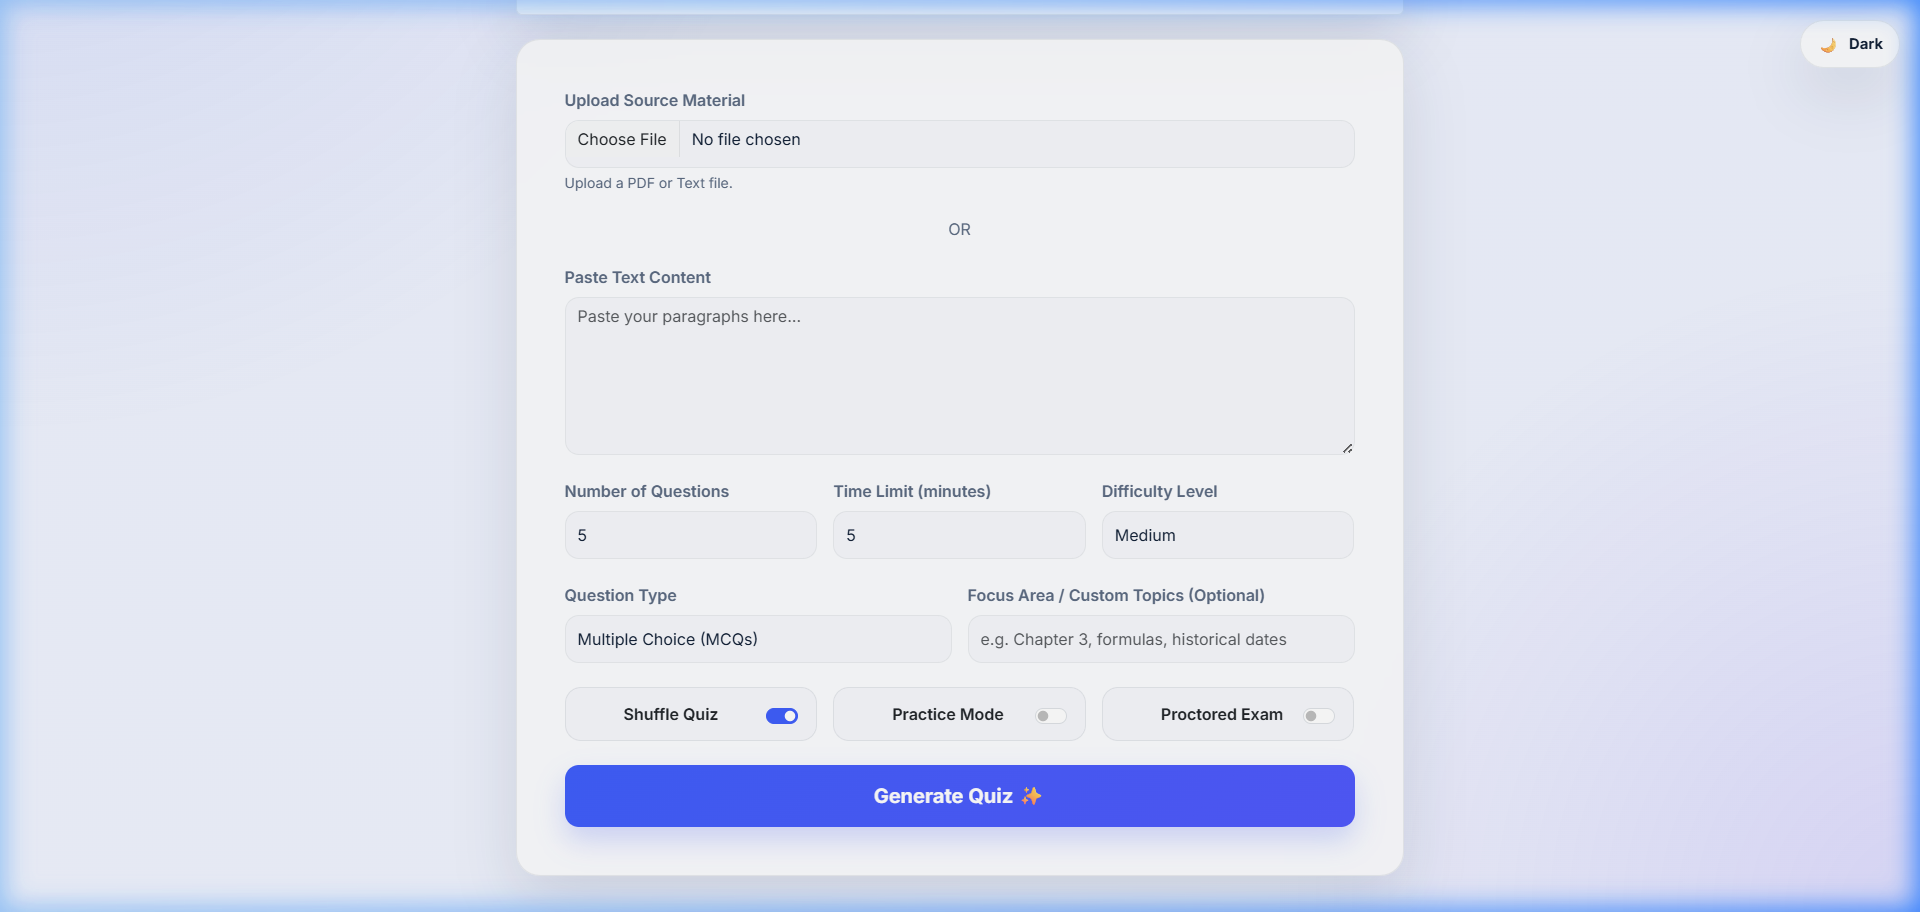 🌙 Dark
Upload Source Material
Choose File No file chosen
Upload a PDF or Text file.
OR
Paste Text Content
Paste your paragraphs here...
Number of Questions Time Limit (minutes) Difficulty Level
5 5 Medium
Question Type Focus Area / Custom Topics (Optional)
Multiple Choice (MCQs) e.g. Chapter 3, formulas, historical dates
Shuffle Quiz Practice Mode Proctored Exam
Generate Quiz ✨